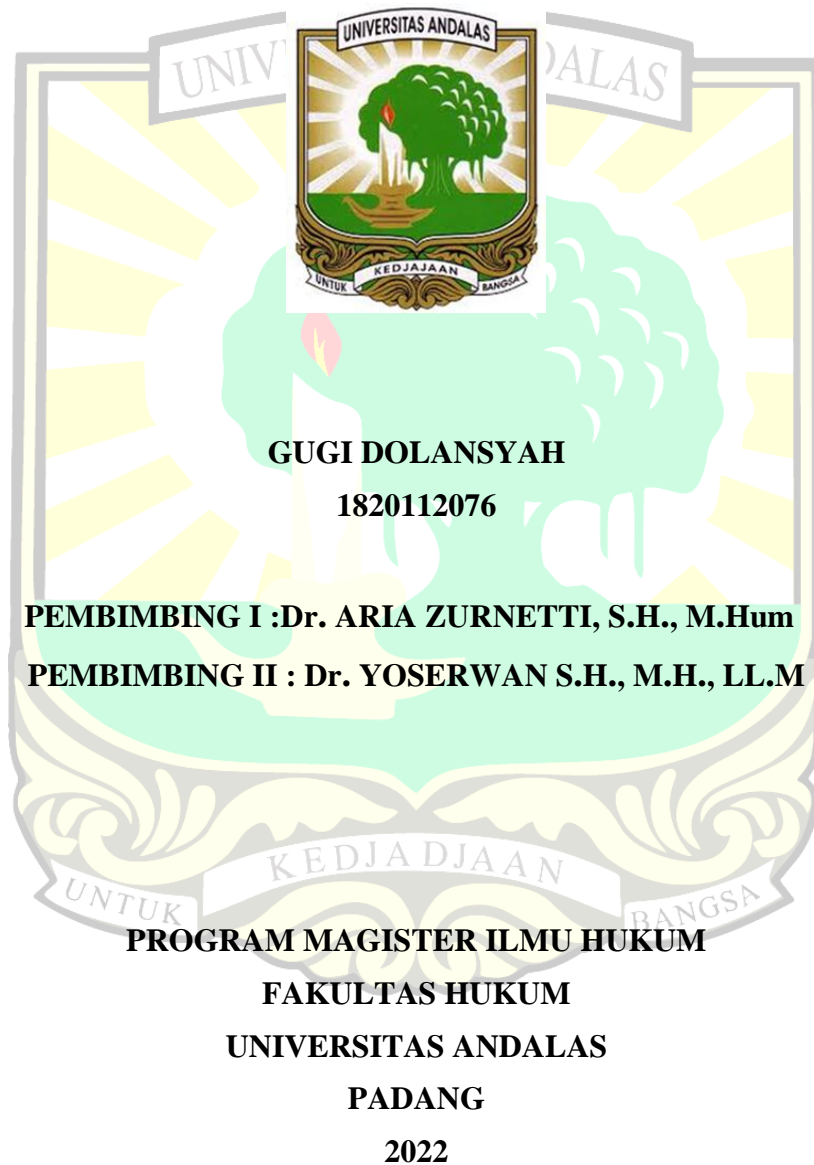 UNIVERSITAS ANDALAS
UNTUK KEDJAJAAN BANGSA
GUGI DOLANSYAH
1820112076
PEMBIMBING I :Dr. ARIA ZURNETTI, S.H., M.Hum
PEMBIMBING II : Dr. YOSERWAN S.H., M.H., LL.M
UNTUK KEDJADJAAN BANGSA
PROGRAM MAGISTER ILMU HUKUM
FAKULTAS HUKUM
UNIVERSITAS ANDALAS
PADANG
2022